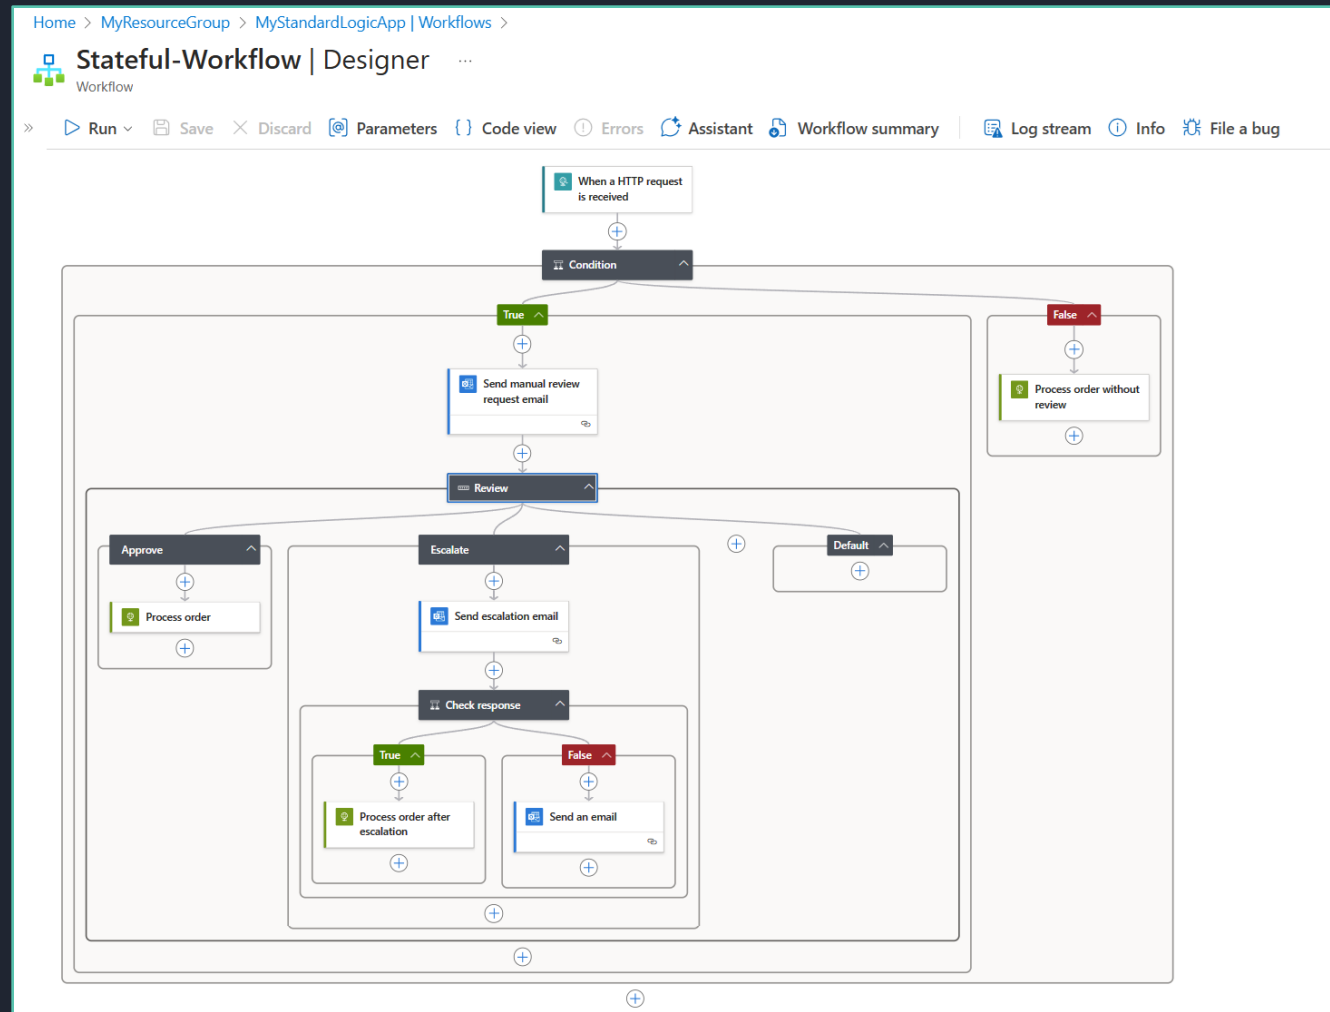 Home > MyResourceGroup > MyStandardLogicApp | Workflows >
Stateful-Workflow | Designer ...
Workflow
Run Save Discard Parameters Code view Errors Assistant Workflow summary Log stream Info File a bug
When a HTTP request
is received
Condition
True
False
Send manual review
request email
Process order without
review
Review
Approve
Escalate
Default
Process order
Send escalation email
Check response
True
False
Process order after
escalation
Send an email